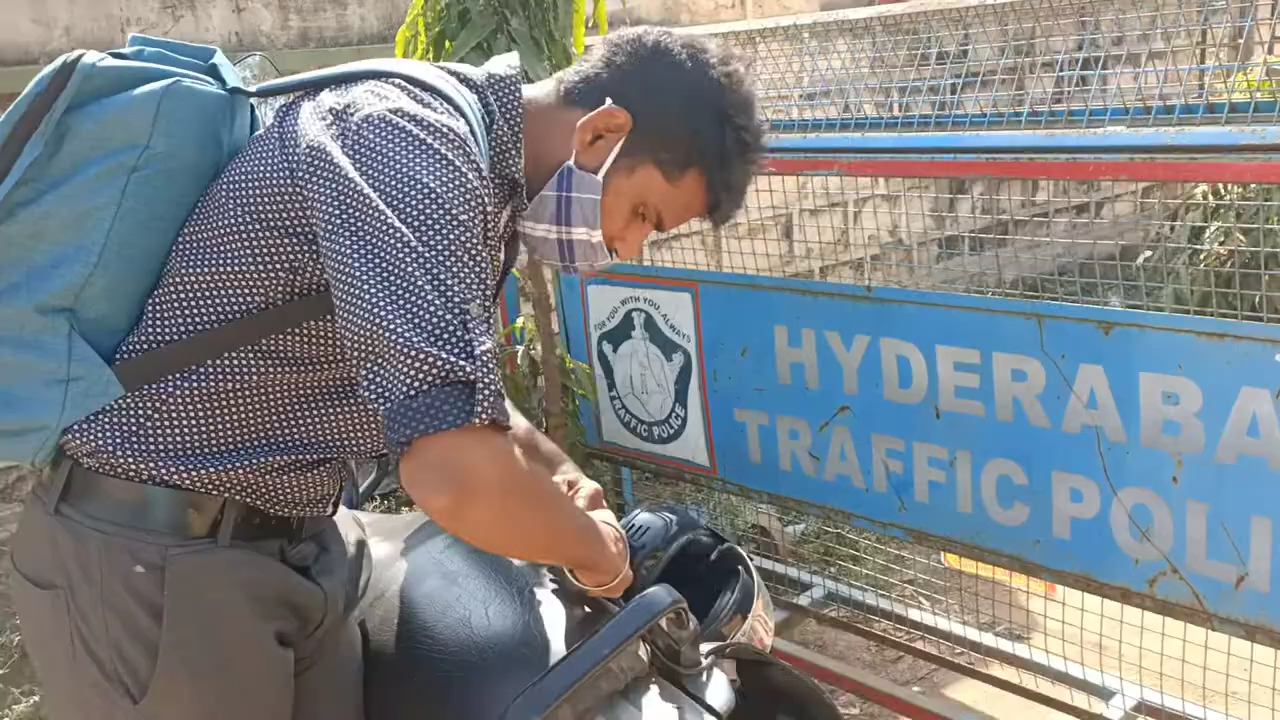 FOR YOU, WITH YOU, ALWAYS
TRAFFIC POLICE
HYDERABA
TRAFFIC POLI